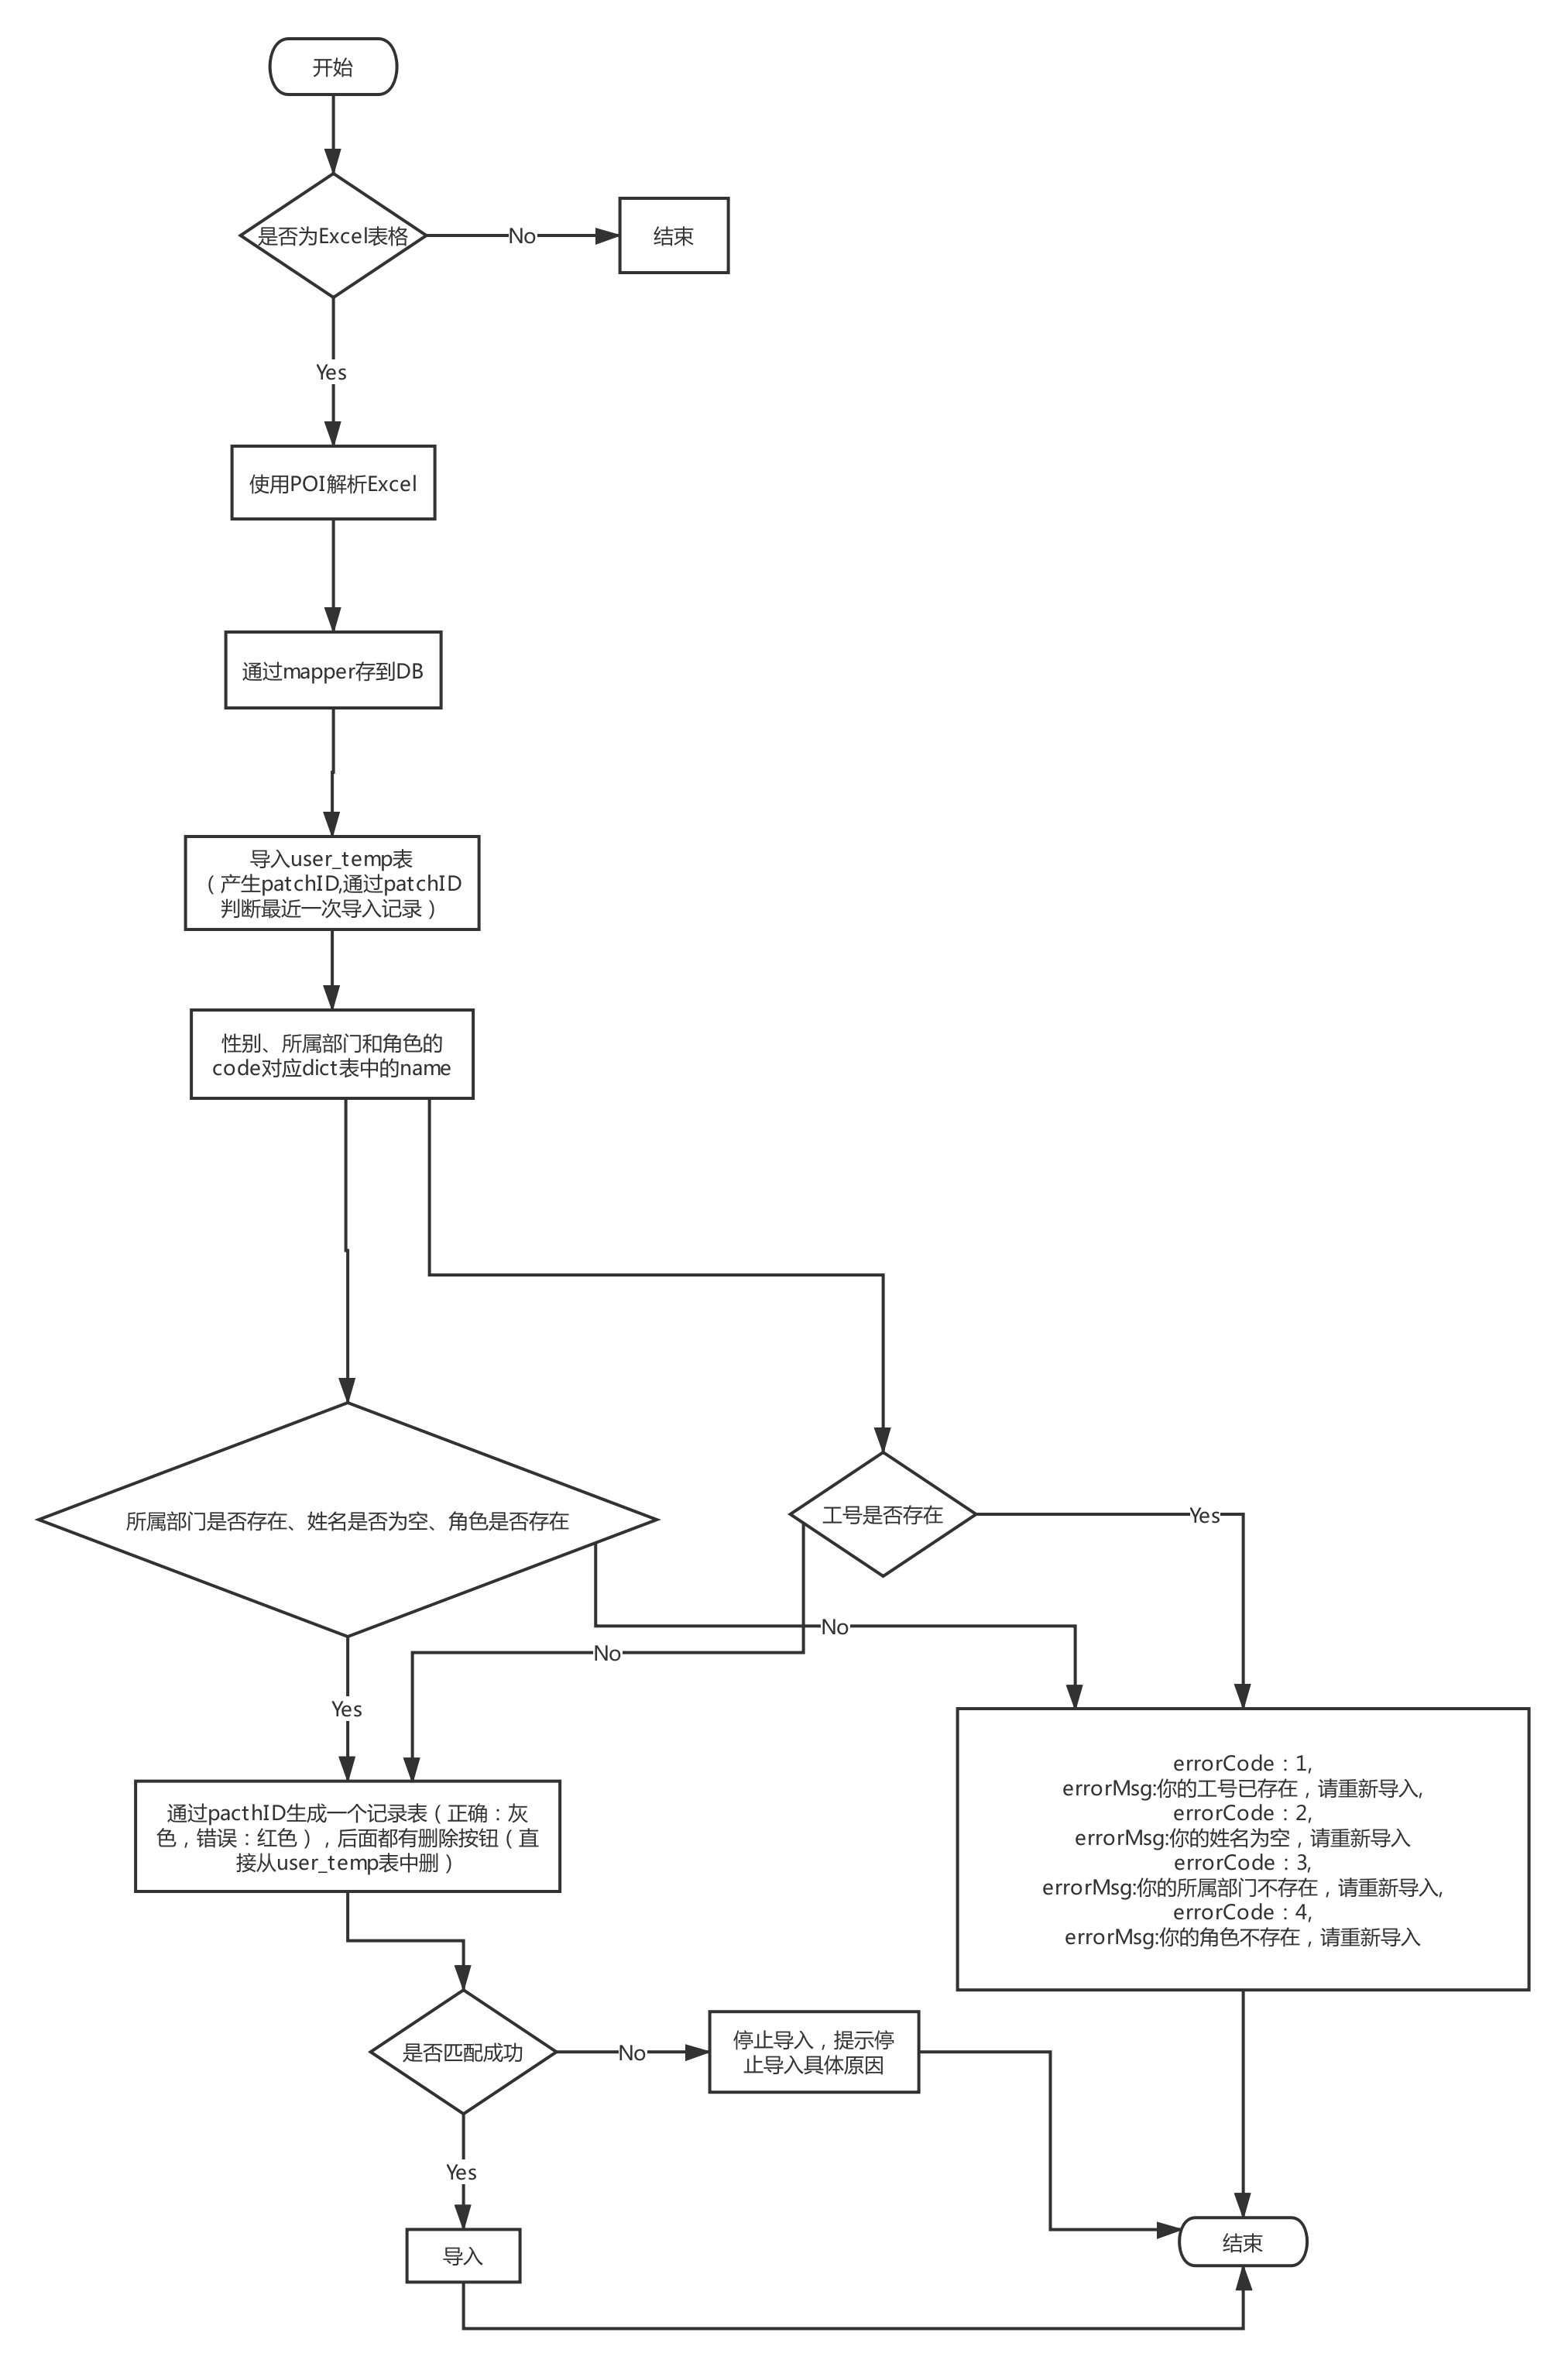 开始
是否为Excel表格
No
结束
Yes
使用POI解析Excel
通过mapper存到DB
导入user_temp表
（产生patchID,通过patchID
判断最近一次导入记录）
性别、所属部门和角色的
code对应dict表中的name
所属部门是否存在、姓名是否为空、角色是否存在
工号是否存在
Yes
No
No
Yes
errorCode：1,
errorMsg:你的工号已存在，请重新导入,
errorCode：2,
errorMsg:你的姓名为空，请重新导入
errorCode：3,
errorMsg:你的所属部门不存在，请重新导入,
errorCode：4,
errorMsg:你的角色不存在，请重新导入
通过pacthID生成一个记录表（正确：灰
色，错误：红色），后面都有删除按钮（直
接从user_temp表中删）
是否匹配成功
No
停止导入，提示停
止导入具体原因
Yes
导入
结束